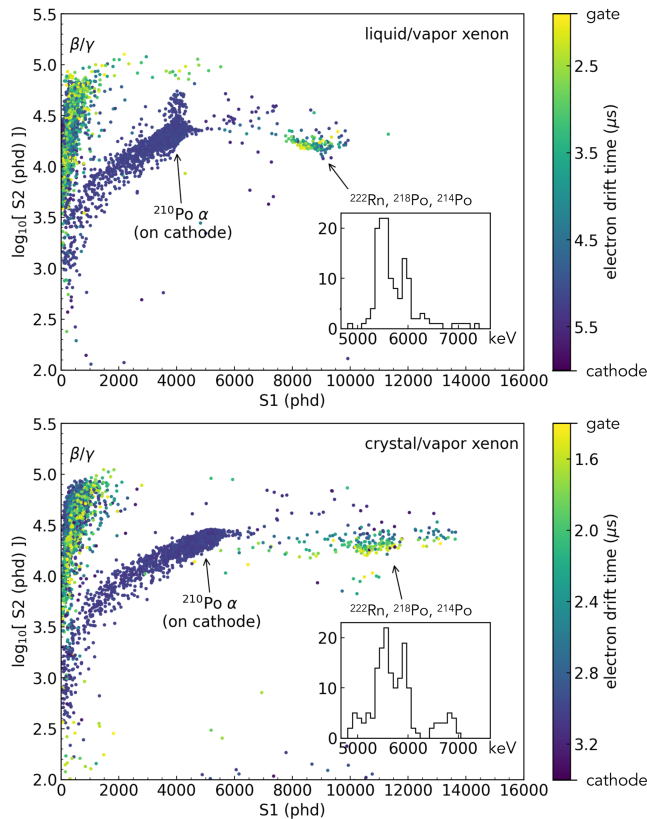 β/γ
liquid/vapor xenon
5.5
5.0
4.5
4.0
3.5
3.0
2.5
2.0
log₁₀[ S2 (phd) ]]
²¹⁰Po α
(on cathode)
²²²Rn, ²¹⁸Po, ²¹⁴Po
20
10
0
5000 6000 7000 keV
0 2000 4000 6000 8000 10000 12000 14000 16000
S1 (phd)
gate
2.5
3.5
4.5
5.5
cathode
electron drift time (μs)
β/γ
crystal/vapor xenon
5.5
5.0
4.5
4.0
3.5
3.0
2.5
2.0
log₁₀[ S2 (phd) ]]
²¹⁰Po α
(on cathode)
²²²Rn, ²¹⁸Po, ²¹⁴Po
20
10
0
5000 6000 7000 keV
0 2000 4000 6000 8000 10000 12000 14000 16000
S1 (phd)
gate
1.6
2.0
2.4
2.8
3.2
cathode
electron drift time (μs)